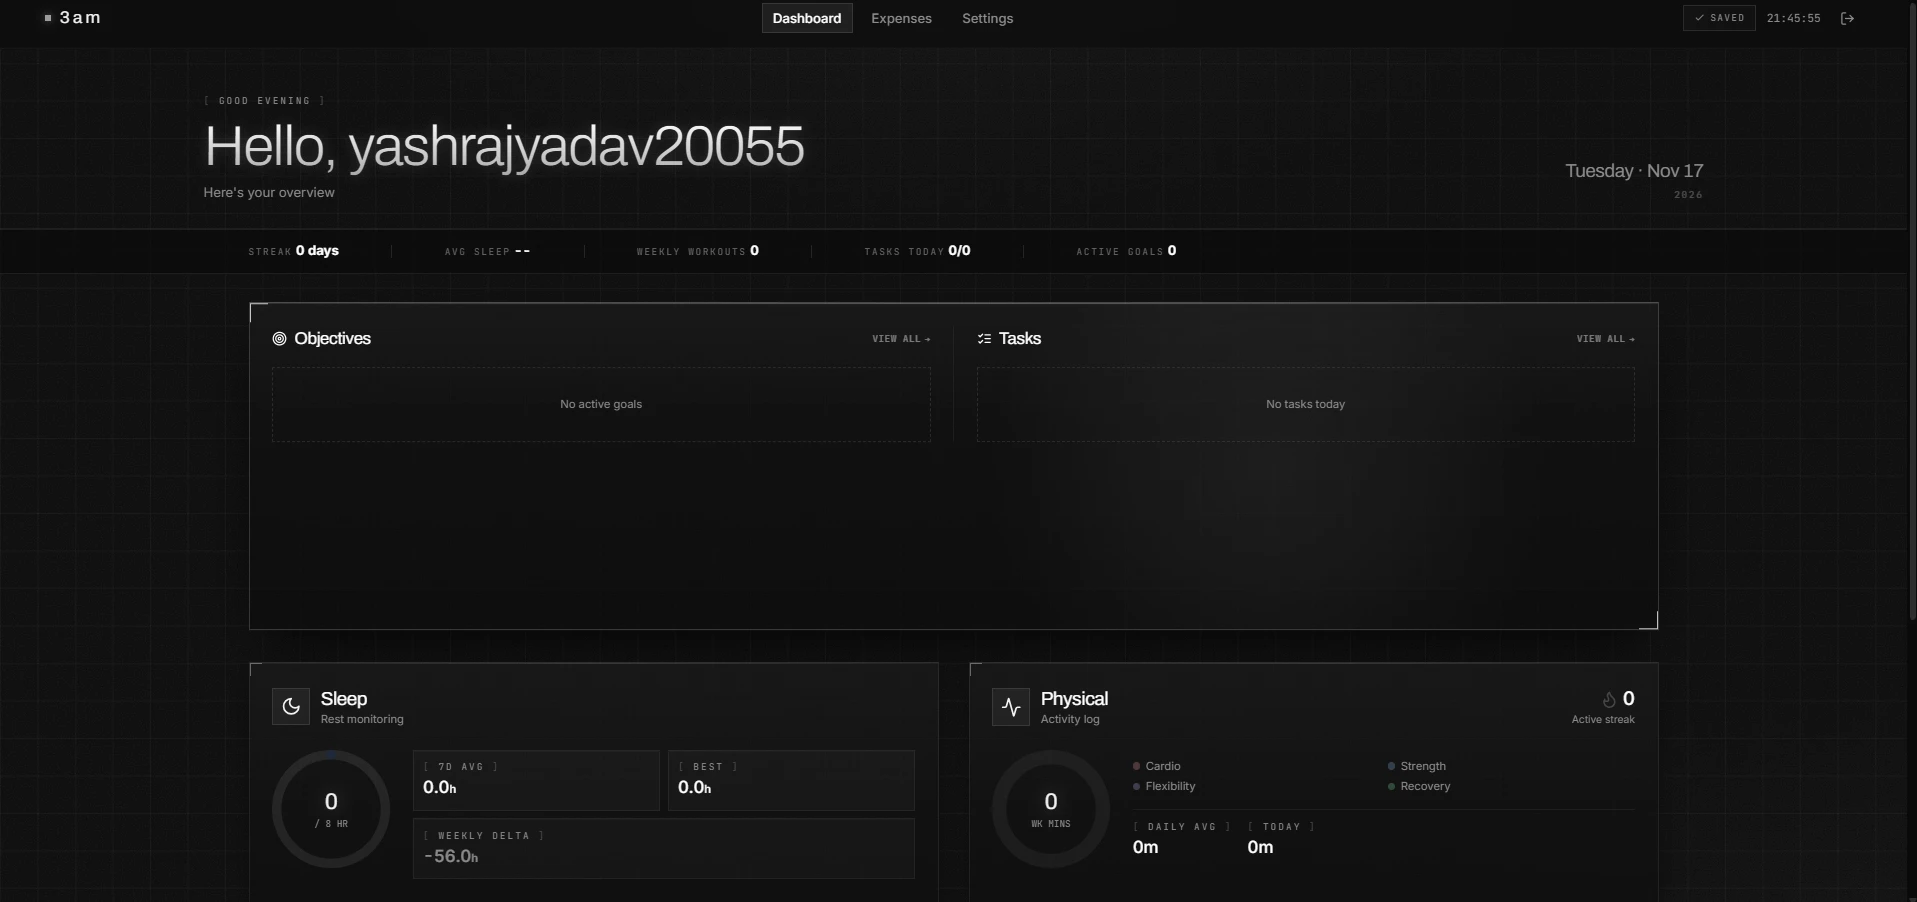 3am
Dashboard Expenses Settings
SAVED 21:45:55
[ GOOD EVENING ]
Hello, yashrajyadav20055
Here's your overview
Tuesday · Nov 17
2026
STREAK 0 days
AVG SLEEP --
WEEKLY WORKOUTS 0
TASKS TODAY 0/0
ACTIVE GOALS 0
Objectives
VIEW ALL →
No active goals
Tasks
VIEW ALL →
No tasks today
Sleep
Rest monitoring
0
/ 8 HR
[ 7D AVG ]
0.0h
[ BEST ]
0.0h
[ WEEKLY DELTA ]
-56.0h
Physical
Activity log
0
Active streak
0
WK MINS
Cardio
Strength
Flexibility
Recovery
[ DAILY AVG ]
0m
[ TODAY ]
0m